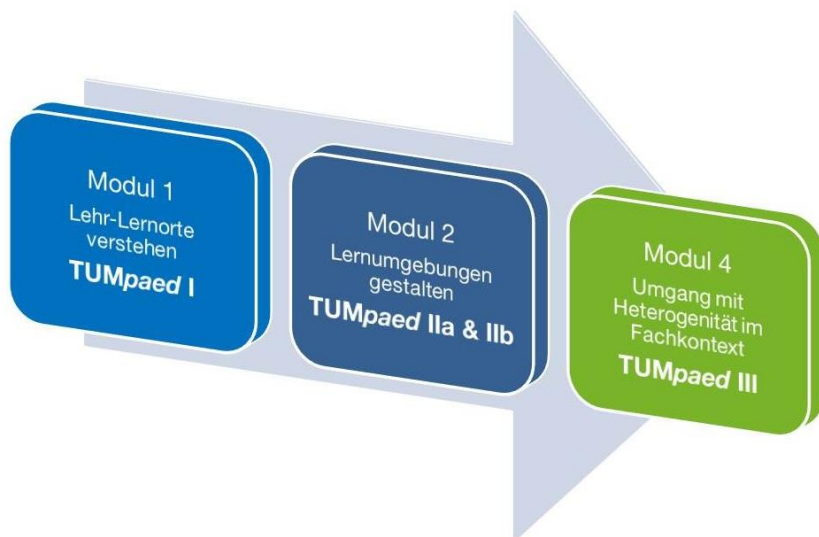 Modul 1
Lehr-Lernorte
verstehen
TUMpaed I
Modul 2
Lernumgebungen
gestalten
TUMpaed IIa & IIb
Modul 4
Umgang mit
Heterogenität im
Fachkontext
TUMpaed III